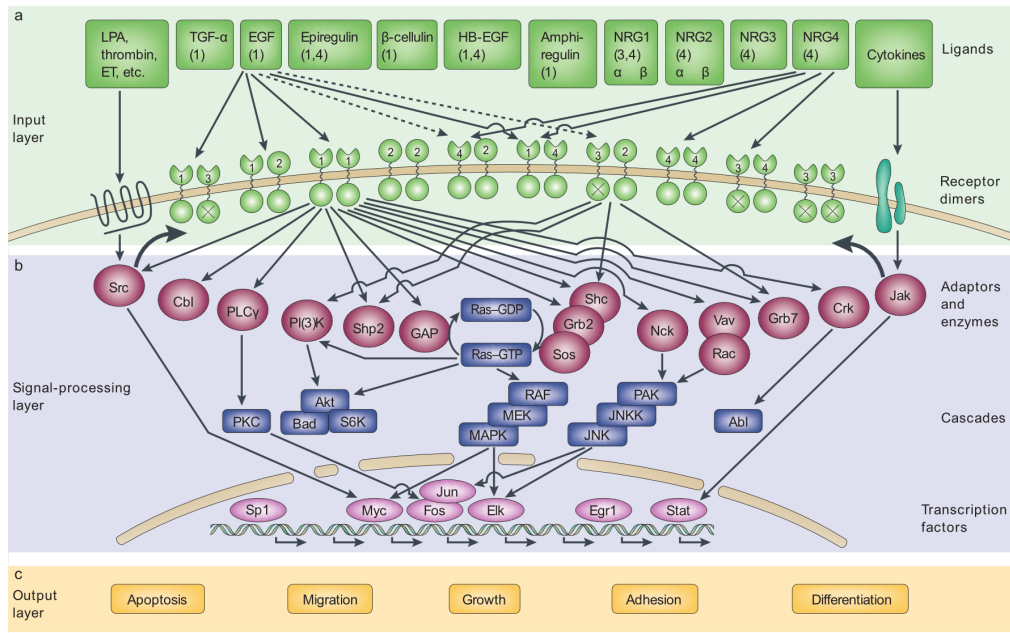 a
LPA,
thrombin,
ET, etc.
TGF-α
(1)
EGF
(1)
Epiregulin
(1,4)
β-cellulin
(1)
HB-EGF
(1,4)
Amphi-
regulin
(1)
NRG1
(3,4)
α β
NRG2
(4)
α β
NRG3
(4)
NRG4
(4)
Cytokines
Ligands
Input
layer
1 3
1 2
1 1
2 2
4 2
1 4
3 2
4 4
3 4
3 3
Receptor
dimers
b
Src
Cbl
PLCγ
PI(3)K
Shp2
GAP
Ras–GDP
Ras–GTP
Shc
Grb2
Sos
Nck
Vav
Rac
Grb7
Crk
Jak
Adaptors
and
enzymes
Signal-processing
layer
PKC
Akt
Bad
S6K
RAF
MEK
MAPK
PAK
JNKK
JNK
Abl
Cascades
Sp1
Myc
Jun
Fos
Elk
Egr1
Stat
Transcription
factors
c
Output
layer
Apoptosis
Migration
Growth
Adhesion
Differentiation